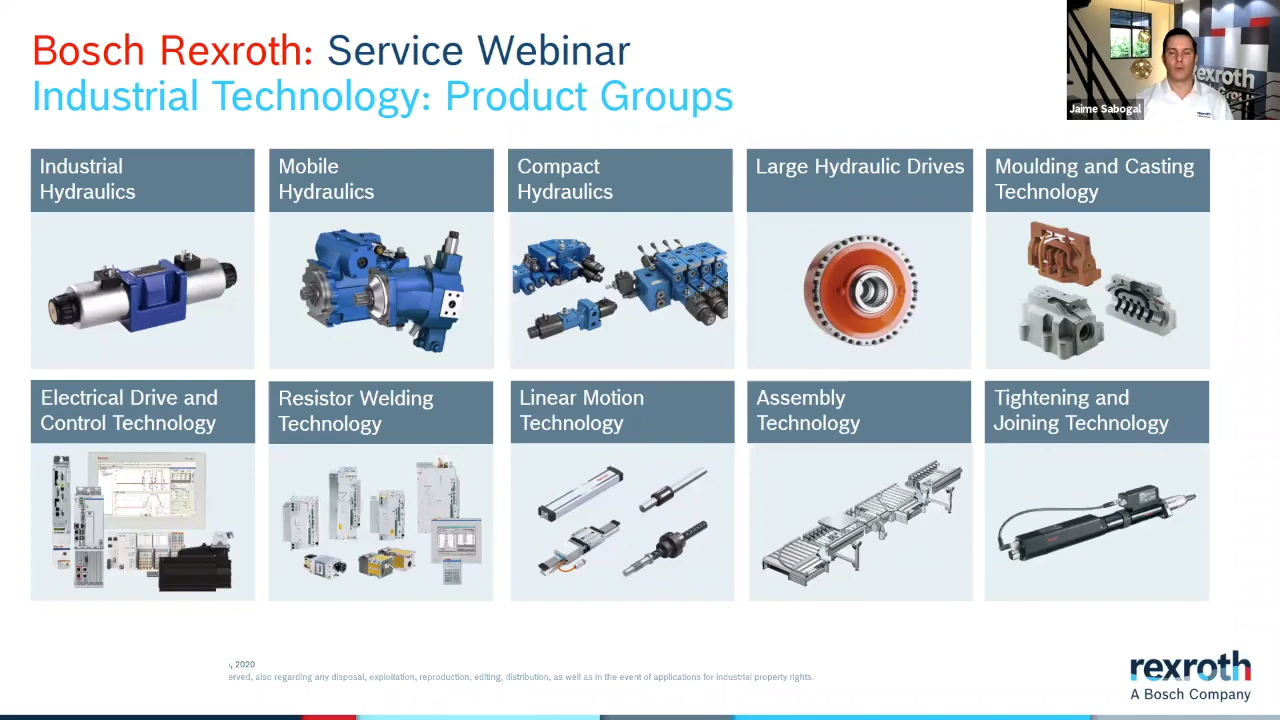 Bosch Rexroth: Service Webinar
Industrial Technology: Product Groups
Jaime Sabogal
rexroth
Industrial
Hydraulics
Mobile
Hydraulics
Compact
Hydraulics
Large Hydraulic Drives
Moulding and Casting
Technology
Electrical Drive and
Control Technology
Resistor Welding
Technology
Linear Motion
Technology
Assembly
Technology
Tightening and
Joining Technology
, 2020
erved, also regarding any disposal, exploitation, reproduction, editing, distribution, as well as in the event of applications for industrial property rights.
rexroth
A Bosch Company